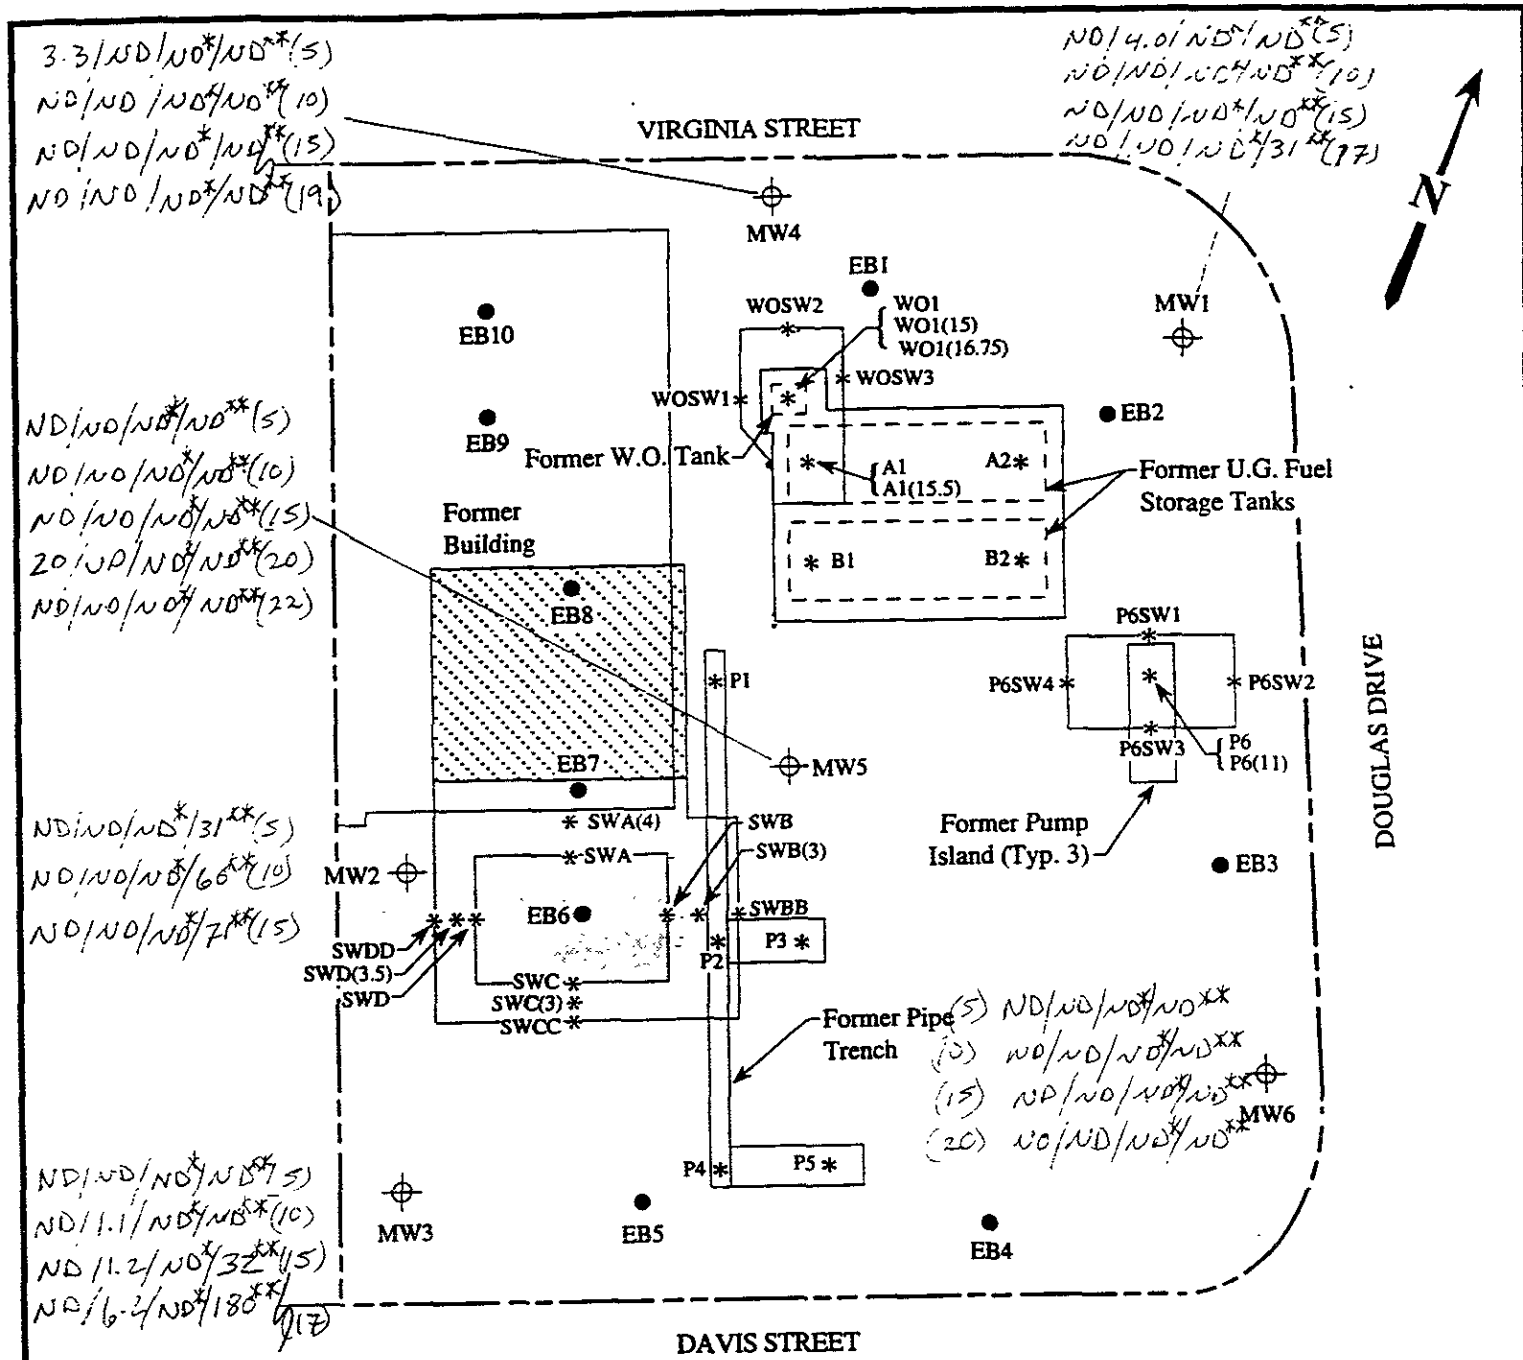 3.3/ND/ND*/ND**(5)
ND/ND/ND*/ND**(10)
ND/ND/ND*/ND**(15)
ND/ND/ND*/ND**(19)
ND/4.0/ND*/ND**(5)
ND/ND/ND*/ND**(10)
ND/ND/ND*/ND**(15)
ND/ND/ND*/31**(17)
VIRGINIA STREET
N
MW4
EB1
MW1
WOSW2
WO1
WO1(15)
WO1(16.75)
EB10
WOSW3
WOSW1
EB2
EB9
Former W.O. Tank
A1
A1(15.5)
A2
Former U.G. Fuel
Storage Tanks
ND/ND/ND*/ND**(5)
ND/ND/ND*/ND**(10)
ND/ND/ND*/ND**(15)
20/ND/ND*/ND**(20)
ND/ND/ND*/ND**(22)
Former
Building
B1
B2
EB8
P6SW1
P1
P6SW4
P6SW2
P6SW3
P6
P6(11)
DOUGLAS DRIVE
EB7
MW5
SWA(4)
SWB
SWB(3)
Former Pump
Island (Typ. 3)
EB3
ND/ND/ND*/31**(5)
ND/ND/ND*/66**(10)
ND/ND/ND*/71**(15)
MW2
SWA
EB6
SWBB
SWDD
SWD(3.5)
SWD
P2
P3
SWC
SWC(3)
SWCC
Former Pipe
Trench
(5) ND/ND/ND*/ND**
(10) ND/ND/ND*/ND**
(15) ND/ND/ND*/ND**
(20) ND/ND/ND*/ND**
MW6
P4
P5
ND/ND/ND*/ND**(5)
ND/1.1/ND*/ND**(10)
ND/1.2/ND*/32**(15)
ND/6.2/ND*/180**
(17)
MW3
EB5
EB4
DAVIS STREET